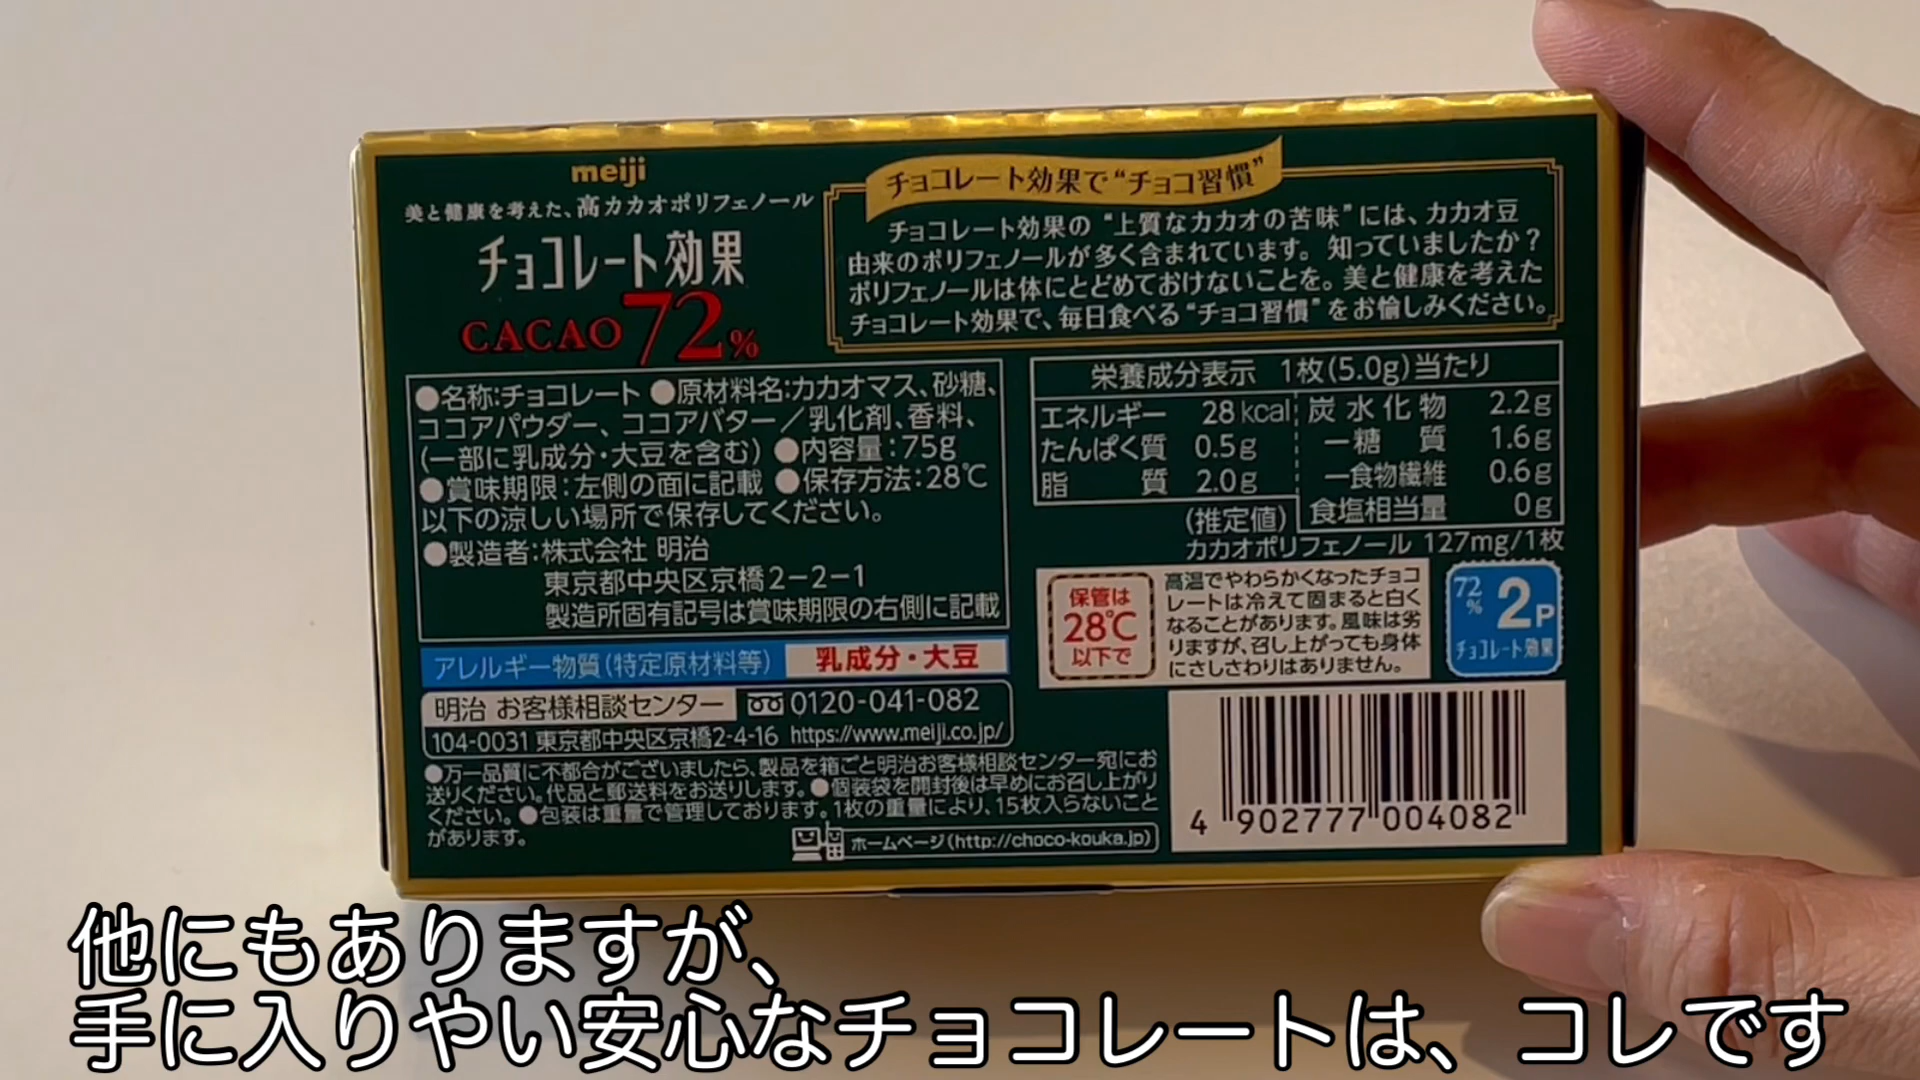 meiji
美と健康を考えた、高カカオポリフェノール
チョコレート効果
CACAO 72%
チョコレート効果で“チョコ習慣”
チョコレート効果の“上質なカカオの苦味”には、カカオ豆
由来のポリフェノールが多く含まれています。知っていましたか？
ポリフェノールは体にとどめておけないことを。美と健康を考えた
チョコレート効果で、毎日食べる“チョコ習慣”をお愉しみください。
●名称:チョコレート ●原材料名:カカオマス、砂糖、
ココアパウダー、ココアバター／乳化剤、香料、
(一部に乳成分・大豆を含む) ●内容量:75g
●賞味期限:左側の面に記載 ●保存方法:28℃
以下の涼しい場所で保存してください。
●製造者:株式会社 明治
東京都中央区京橋2-2-1
製造所固有記号は賞味期限の右側に記載
アレルギー物質(特定原材料等) 乳成分・大豆
明治 お客様相談センター 0120-041-082
104-0031 東京都中央区京橋2-4-16 https://www.meiji.co.jp/
●万一品質に不都合がございましたら、製品を箱ごと明治お客様相談センター宛にお
送りください。代品と郵送料をお送りします。●個装袋を開封後は早めにお召し上がり
ください。●包装は重量で管理しております。1枚の重量により、15枚入らないこと
があります。
ホームページ(http://choco-kouka.jp)
栄養成分表示 1枚(5.0g)当たり
エネルギー 28kcal 炭水化物 2.2g
たんぱく質 0.5g －糖質 1.6g
脂質 2.0g －食物繊維 0.6g
(推定値) 食塩相当量 0g
カカオポリフェノール 127mg/1枚
保管は
28℃
以下で
高温でやわらかくなったチョコ
レートは冷えて固まると白く
なることがあります。風味は劣
りますが、召し上がっても身体
にさしさわりはありません。
72% 2P
チョコレート効果
4 902777 004082
他にもありますが、
手に入りやい安心なチョコレートは、コレです